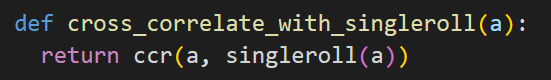 def cross_correlate_with_singleroll(a):
  return ccr(a, singleroll(a))